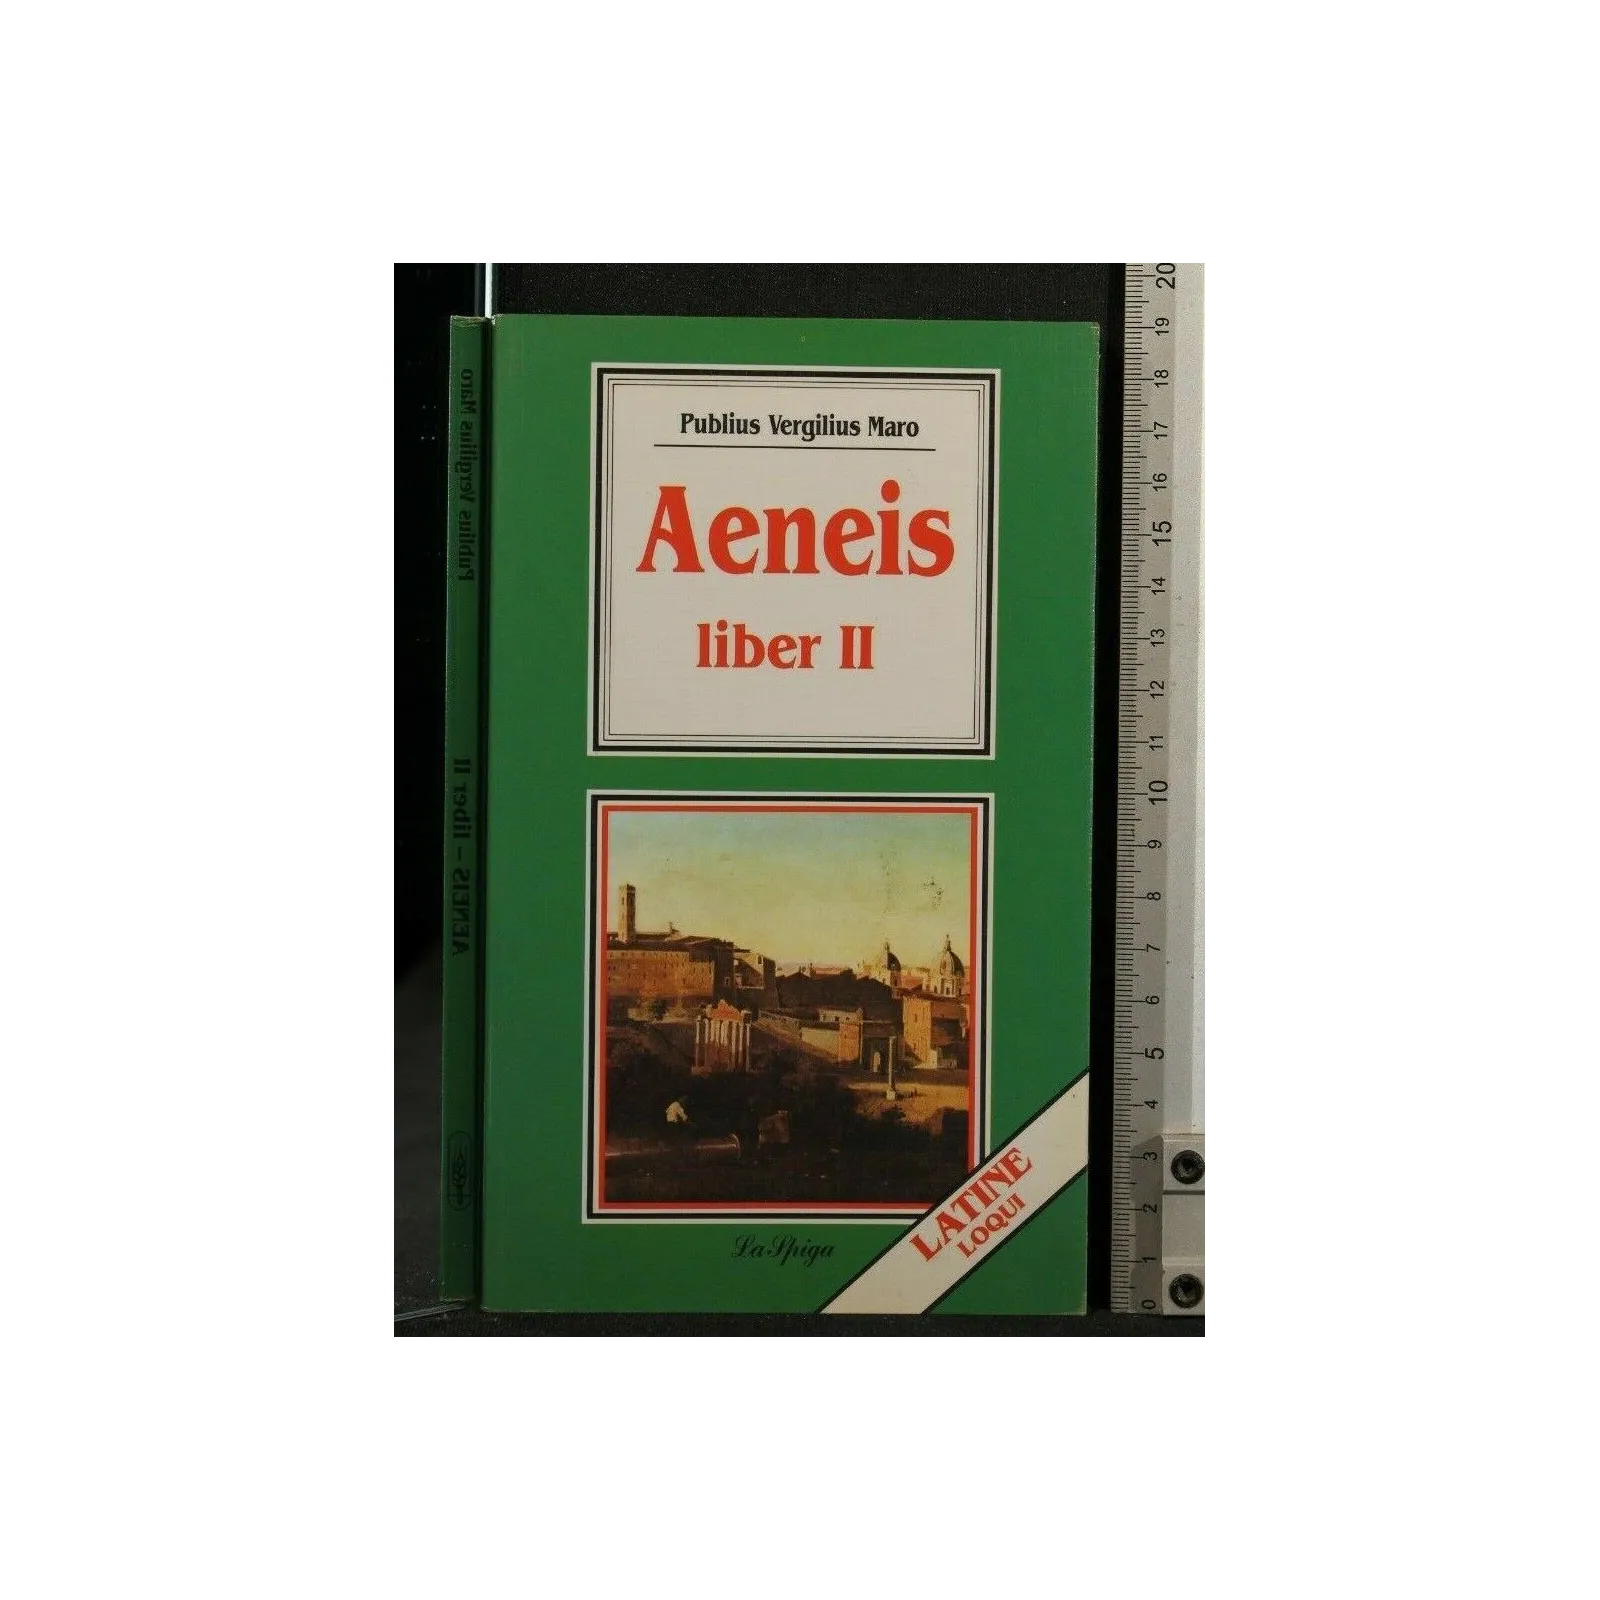 Publius Vergilius Maro
Aeneis
liber II
LATINE
LOQUI
La Spiga
Publius Vergilius Maro
AENEIS – liber II
20
19
18
17
16
15
14
13
12
11
10
9
8
7
6
5
4
3
2
1
0